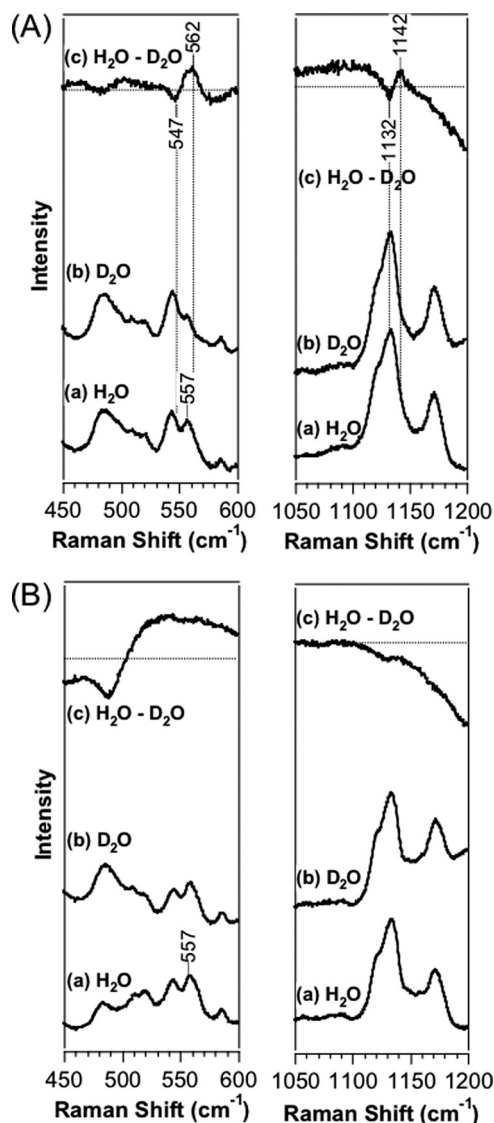 (A)
(c) H₂O - D₂O
562
547
(b) D₂O
557
(a) H₂O
Intensity
450 500 550 600
Raman Shift (cm⁻¹)
1142
1132
(c) H₂O - D₂O
(b) D₂O
(a) H₂O
1050 1100 1150 1200
Raman Shift (cm⁻¹)
(B)
(c) H₂O - D₂O
(b) D₂O
557
(a) H₂O
Intensity
450 500 550 600
Raman Shift (cm⁻¹)
(c) H₂O - D₂O
(b) D₂O
(a) H₂O
1050 1100 1150 1200
Raman Shift (cm⁻¹)